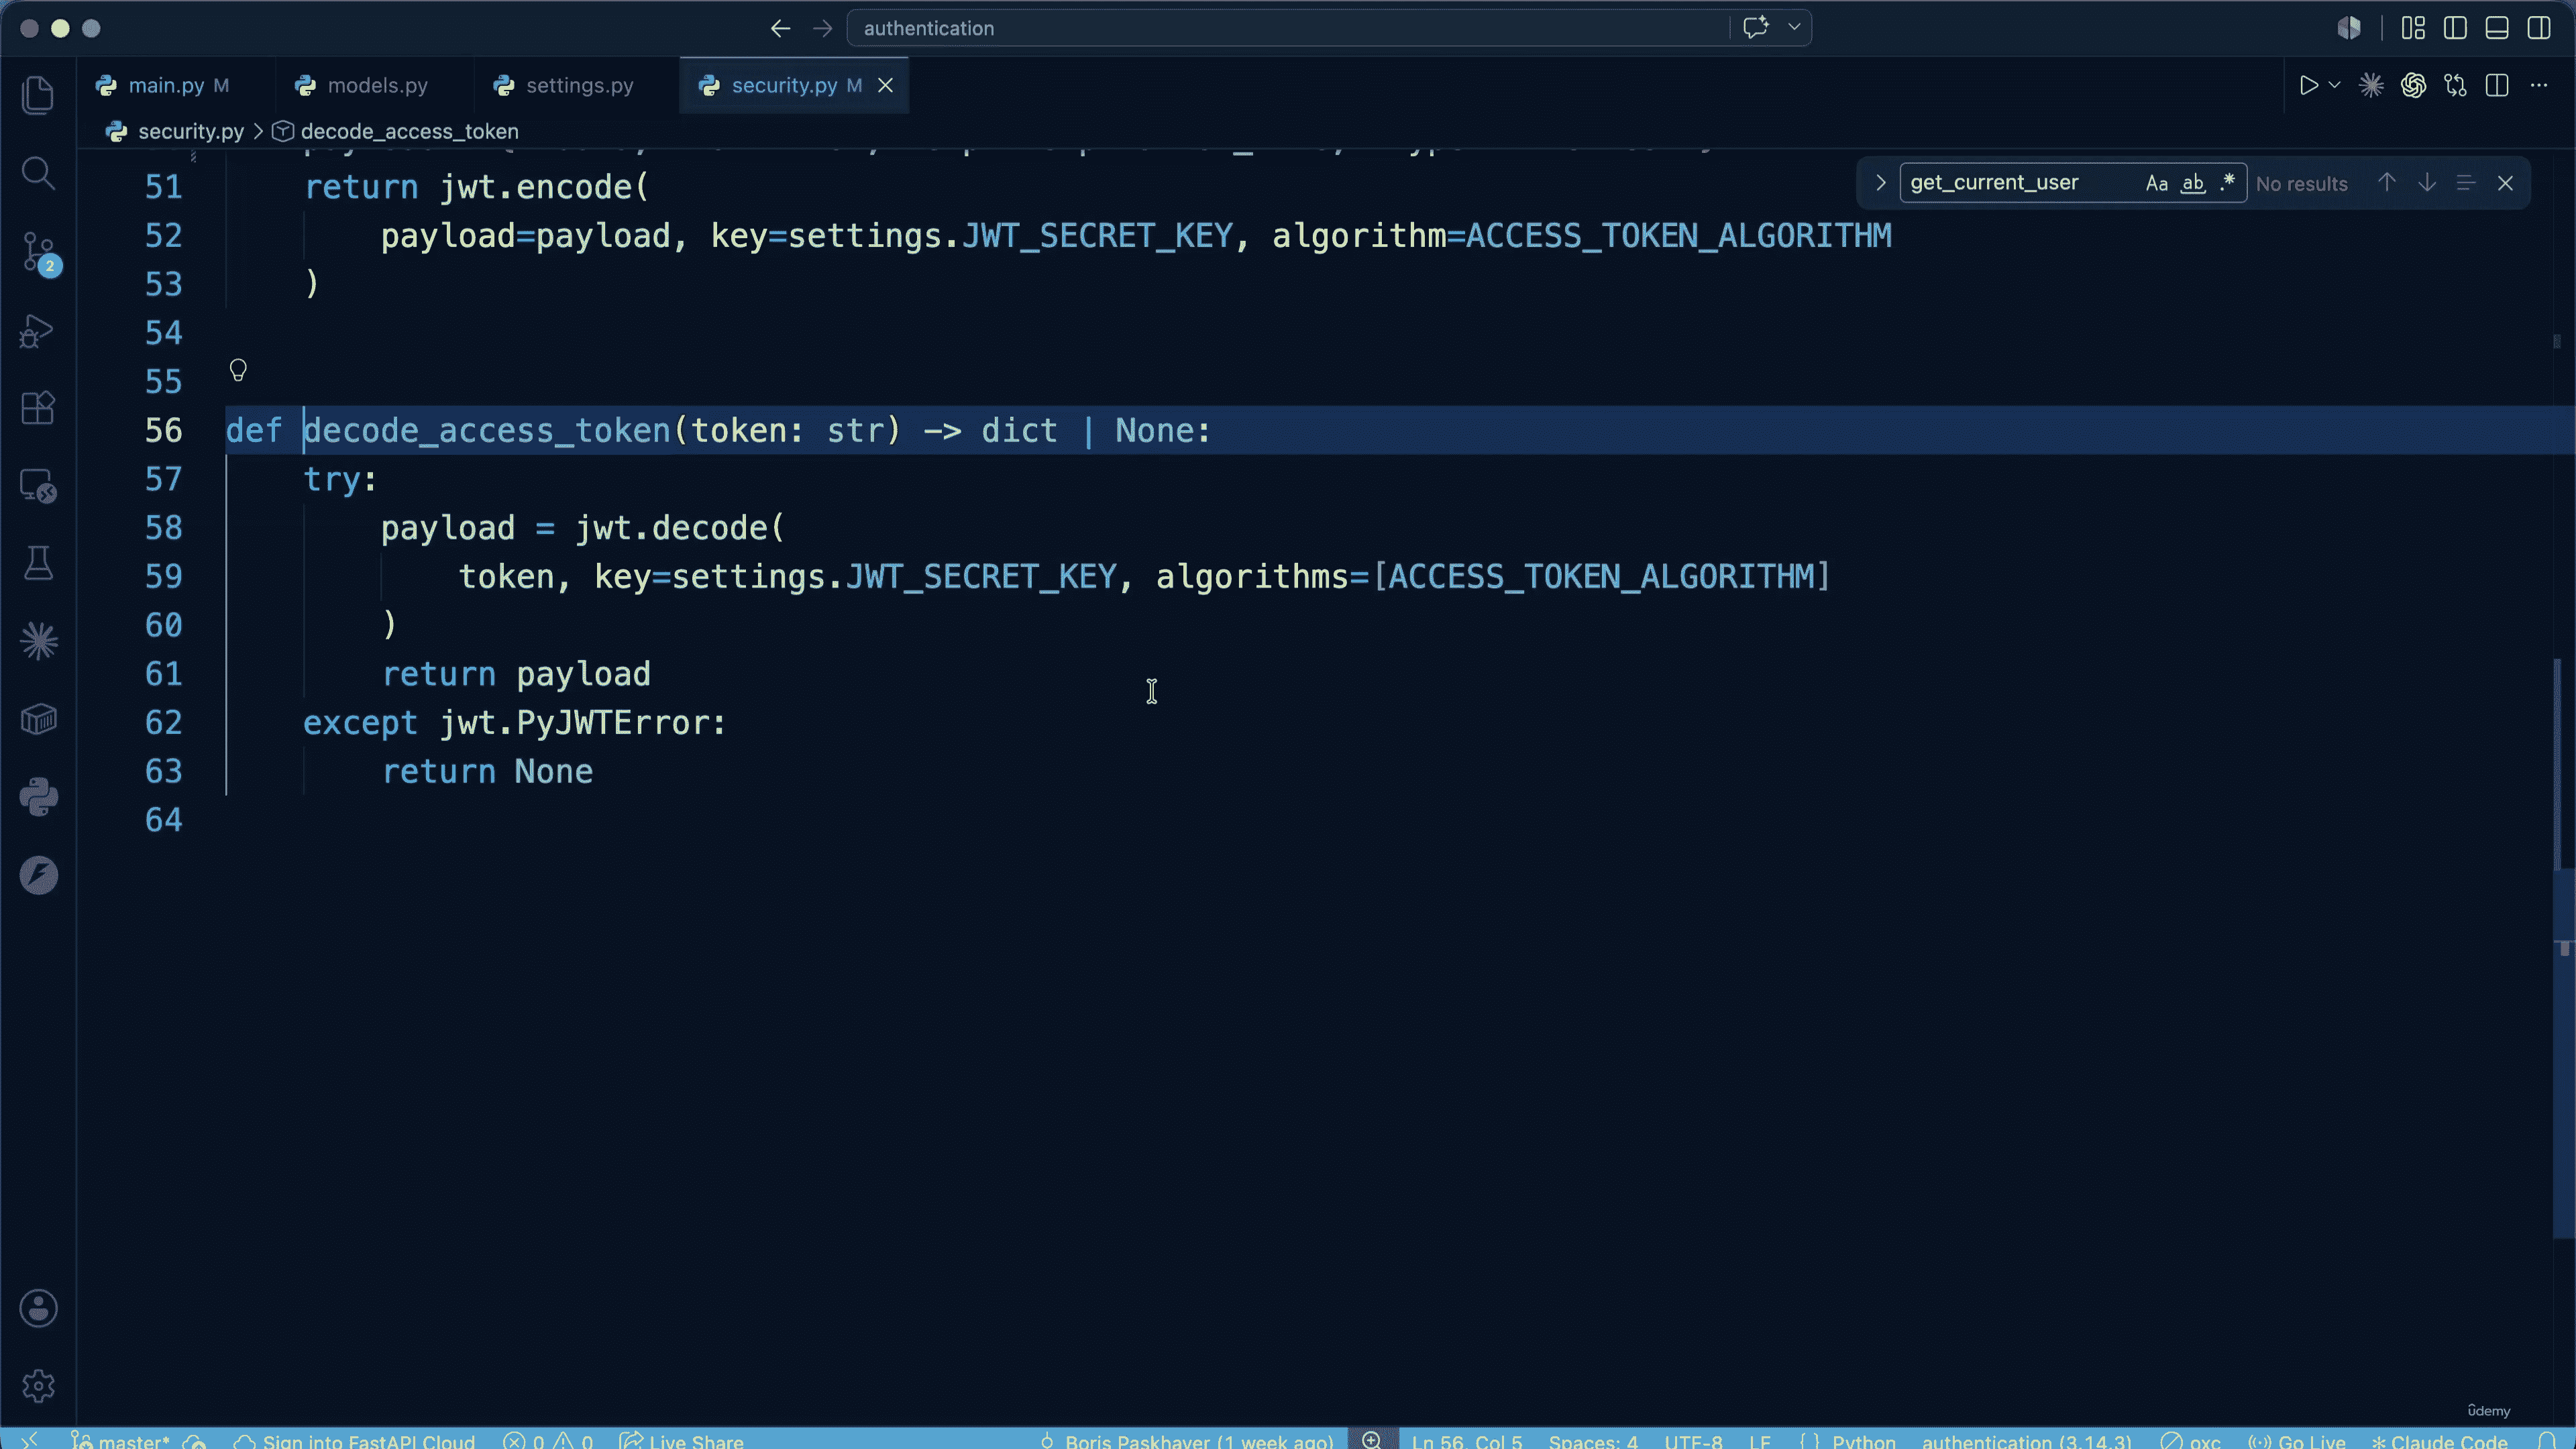 authentication
main.py M
models.py
settings.py
security.py M
security.py > decode_access_token
get_current_user Aa ab .* No results
51 return jwt.encode(
52 payload=payload, key=settings.JWT_SECRET_KEY, algorithm=ACCESS_TOKEN_ALGORITHM
53 )
54
55
56 def decode_access_token(token: str) -> dict | None:
57 try:
58 payload = jwt.decode(
59 token, key=settings.JWT_SECRET_KEY, algorithms=[ACCESS_TOKEN_ALGORITHM]
60 )
61 return payload
62 except jwt.PyJWTError:
63 return None
64
2
ûdemy
master* Sign into FastAPI Cloud 0 0 Live Share Boris Paskhaver (1 week ago) Ln 56, Col 5 Spaces: 4 UTF-8 LF { } Python authentication (3.14.3) oxc Go Live Claude Code